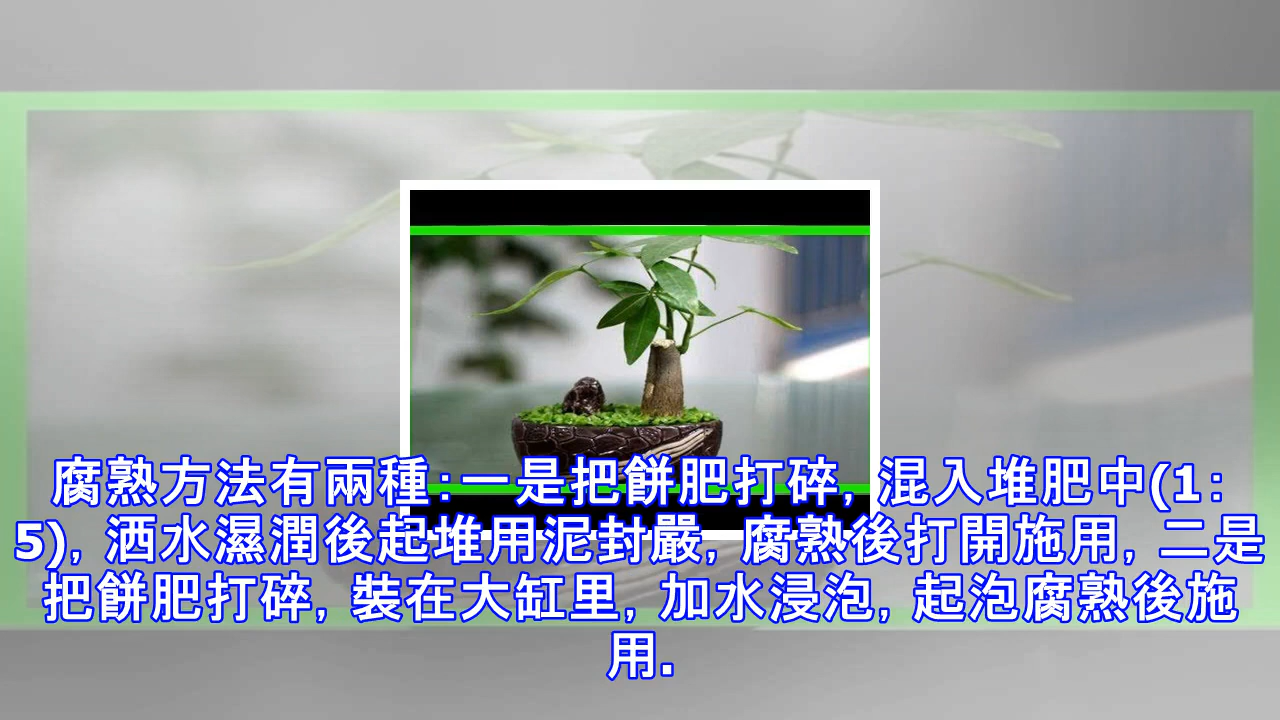 腐熟方法有兩種:一是把餅肥打碎, 混入堆肥中(1:
5), 洒水濕潤後起堆用泥封嚴, 腐熟後打開施用, 二是
把餅肥打碎, 裝在大缸里, 加水浸泡, 起泡腐熟後施
用.